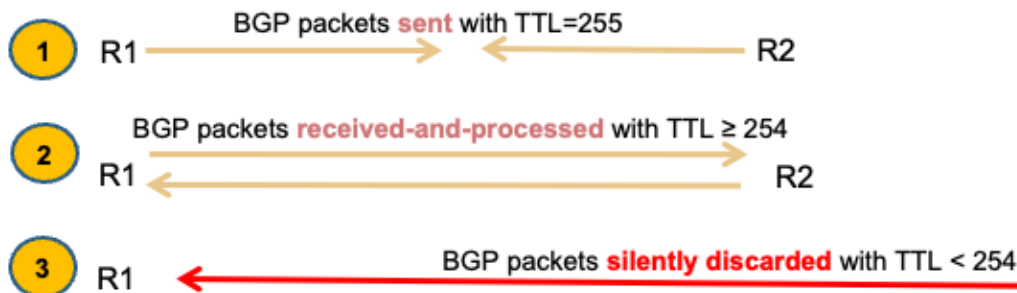 BGP packets sent with TTL=255
1 R1 R2
BGP packets received-and-processed with TTL ≥ 254
2 R1 R2
BGP packets silently discarded with TTL < 254
3 R1